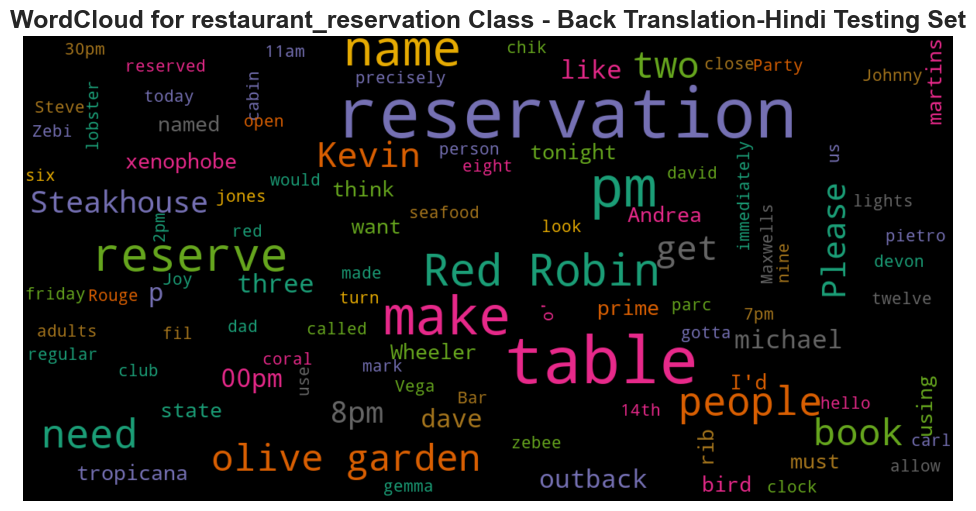 WordCloud for restaurant_reservation Class - Back Translation-Hindi Testing Set
30pm
11am
name
chik
reserved
precisely
like
two
close
Party
Johnny
martins
Steve
lobster
today
cabin
reservation
Zebi
named
open
Kevin
person
tonight
eight
xenophobe
immediately
us
six
would
think
pm
david
Steakhouse
jones
seafood
Andrea
Please
lights
2pm
red
want
look
get
Maxwells
nine
pietro
reserve
Joy
three
made
Red Robin
devon
friday
Rouge
p
turn
make
o'
prime
parc
7pm
twelve
adults
fil
dad
called
gotta
michael
regular
club
coral
mark
Wheeler
table
00pm
use
Vega
I'd
state
8pm
dave
Bar
14th
people
hello
using
need
olive garden
zebee
rib
book
carl
must
tropicana
gemma
outback
bird
clock
allow